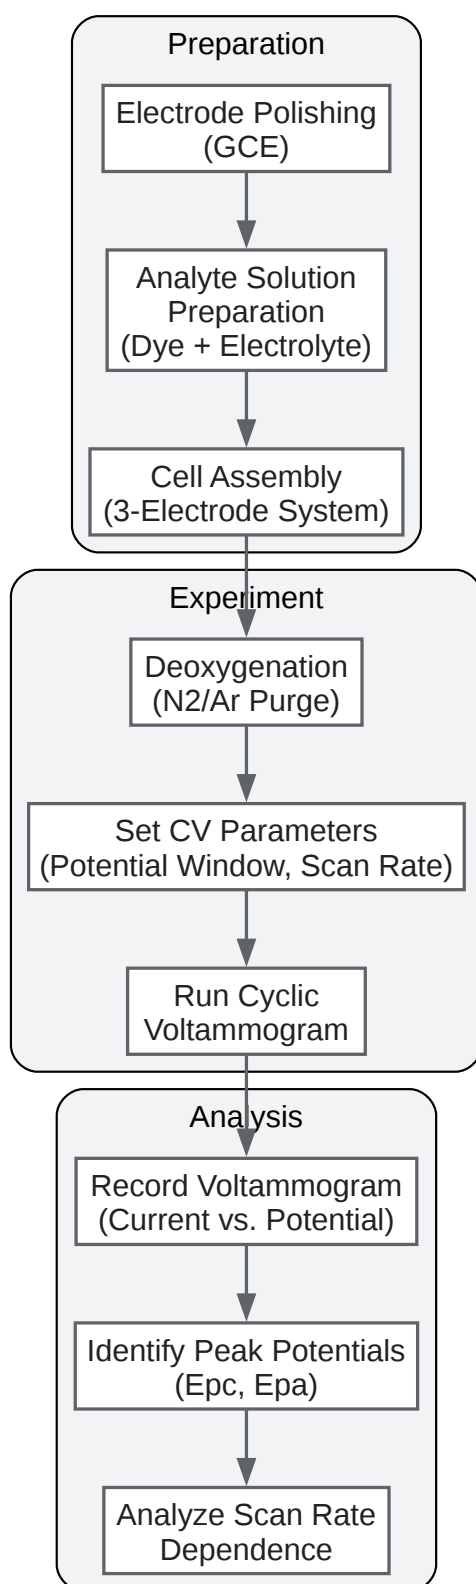 Preparation
Electrode Polishing
(GCE)
Analyte Solution
Preparation
(Dye + Electrolyte)
Cell Assembly
(3-Electrode System)
Experiment
Deoxygenation
(N2/Ar Purge)
Set CV Parameters
(Potential Window, Scan Rate)
Run Cyclic
Voltammogram
Analysis
Record Voltammogram
(Current vs. Potential)
Identify Peak Potentials
(Epc, Epa)
Analyze Scan Rate
Dependence